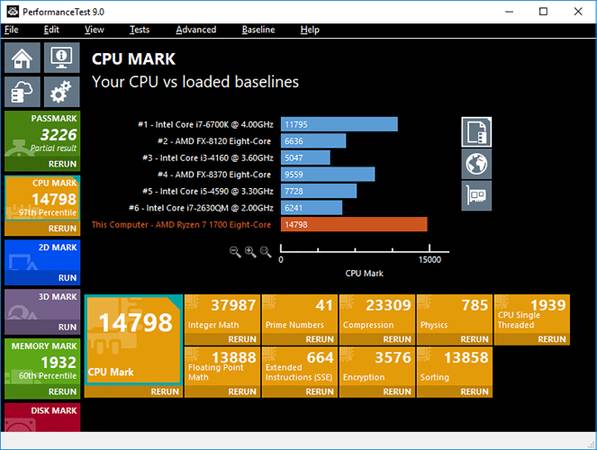 PerformanceTest 9.0
File Edit View Tests Advanced Baseline Help
CPU MARK
Your CPU vs loaded baselines
PASSMARK
3226
Partial result
RERUN
CPU MARK
14798
97th Percentile
RERUN
2D MARK
RUN
3D MARK
RUN
MEMORY MARK
1932
60th Percentile
RERUN
DISK MARK
#1 - Intel Core i7-6700K @ 4.00GHz 11795
#2 - AMD FX-8120 Eight-Core 6636
#3 - Intel Core i3-4160 @ 3.60GHz 5047
#4 - AMD FX-8370 Eight-Core 9559
#5 - Intel Core i5-4590 @ 3.30GHz 7728
#6 - Intel Core i7-2630QM @ 2.00GHz 6241
This Computer - AMD Ryzen 7 1700 Eight-Core 14798
0 15000
CPU Mark
14798
CPU Mark
RERUN
37987
Integer Math
RERUN
41
Prime Numbers
RERUN
23309
Compression
RERUN
785
Physics
RERUN
1939
CPU Single
Threaded
RERUN
13888
Floating Point
Math
RERUN
664
Extended
Instructions (SSE)
RERUN
3576
Encryption
RERUN
13858
Sorting
RERUN